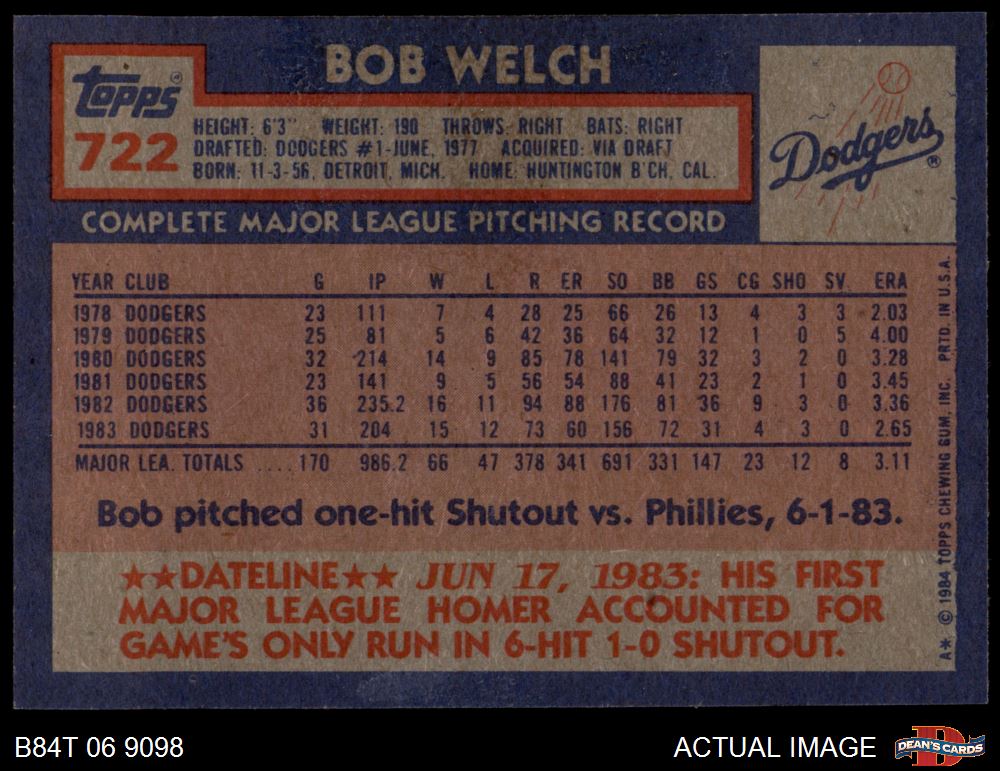 BOB WELCH
Topps®
722
HEIGHT: 6'3" WEIGHT: 190 THROWS: RIGHT BATS: RIGHT
DRAFTED: DODGERS #1-JUNE, 1977 ACQUIRED: VIA DRAFT
BORN: 11-3-56, DETROIT, MICH. HOME: HUNTINGTON B'CH, CAL.
Dodgers®
COMPLETE MAJOR LEAGUE PITCHING RECORD
YEAR CLUB G IP W L R ER SO BB GS CG SHO SV. ERA
1978 DODGERS 23 111 7 4 28 25 66 26 13 4 3 3 2.03
1979 DODGERS 25 81 5 6 42 36 64 32 12 1 0 5 4.00
1980 DODGERS 32 214 14 9 85 78 141 79 32 3 2 0 3.28
1981 DODGERS 23 141 9 5 56 54 88 41 23 2 1 0 3.45
1982 DODGERS 36 235.2 16 11 94 88 176 81 36 9 3 0 3.36
1983 DODGERS 31 204 15 12 73 60 156 72 31 4 3 0 2.65
MAJOR LEA. TOTALS .... 170 986.2 66 47 378 341 691 331 147 23 12 8 3.11
Bob pitched one-hit Shutout vs. Phillies, 6-1-83.
★★DATELINE★★ JUN 17, 1983: HIS FIRST
MAJOR LEAGUE HOMER ACCOUNTED FOR
GAME'S ONLY RUN IN 6-HIT 1-0 SHUTOUT.
A* © 1984 TOPPS CHEWING GUM, INC. PRTD. IN U.S.A.
B84T 06 9098
ACTUAL IMAGE
D
DEAN'S CARDS